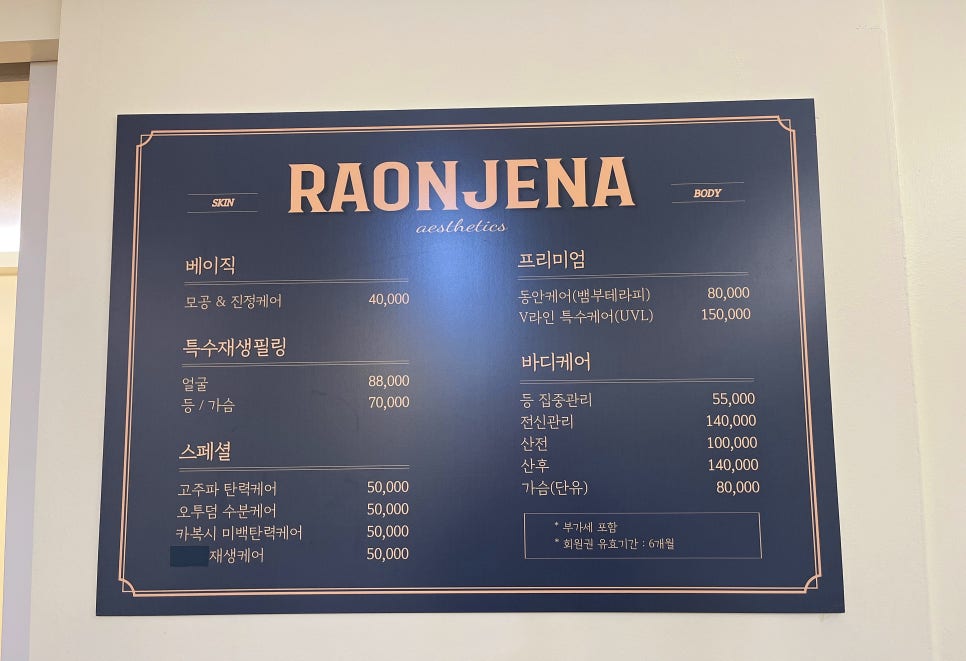 RAONJENA
aesthetics
SKIN
베이직
모공 & 진정케어 40,000
특수재생필링
얼굴 88,000
등 / 가슴 70,000
스페셜
고주파 탄력케어 50,000
오투덤 수분케어 50,000
카복시 미백탄력케어 50,000
재생케어 50,000
BODY
프리미엄
동안케어(뱀부테라피) 80,000
V라인 특수케어(UVL) 150,000
바디케어
등 집중관리 55,000
전신관리 140,000
산전 100,000
산후 140,000
가슴(단유) 80,000
* 부가세 포함
* 회원권 유효기간 : 6개월